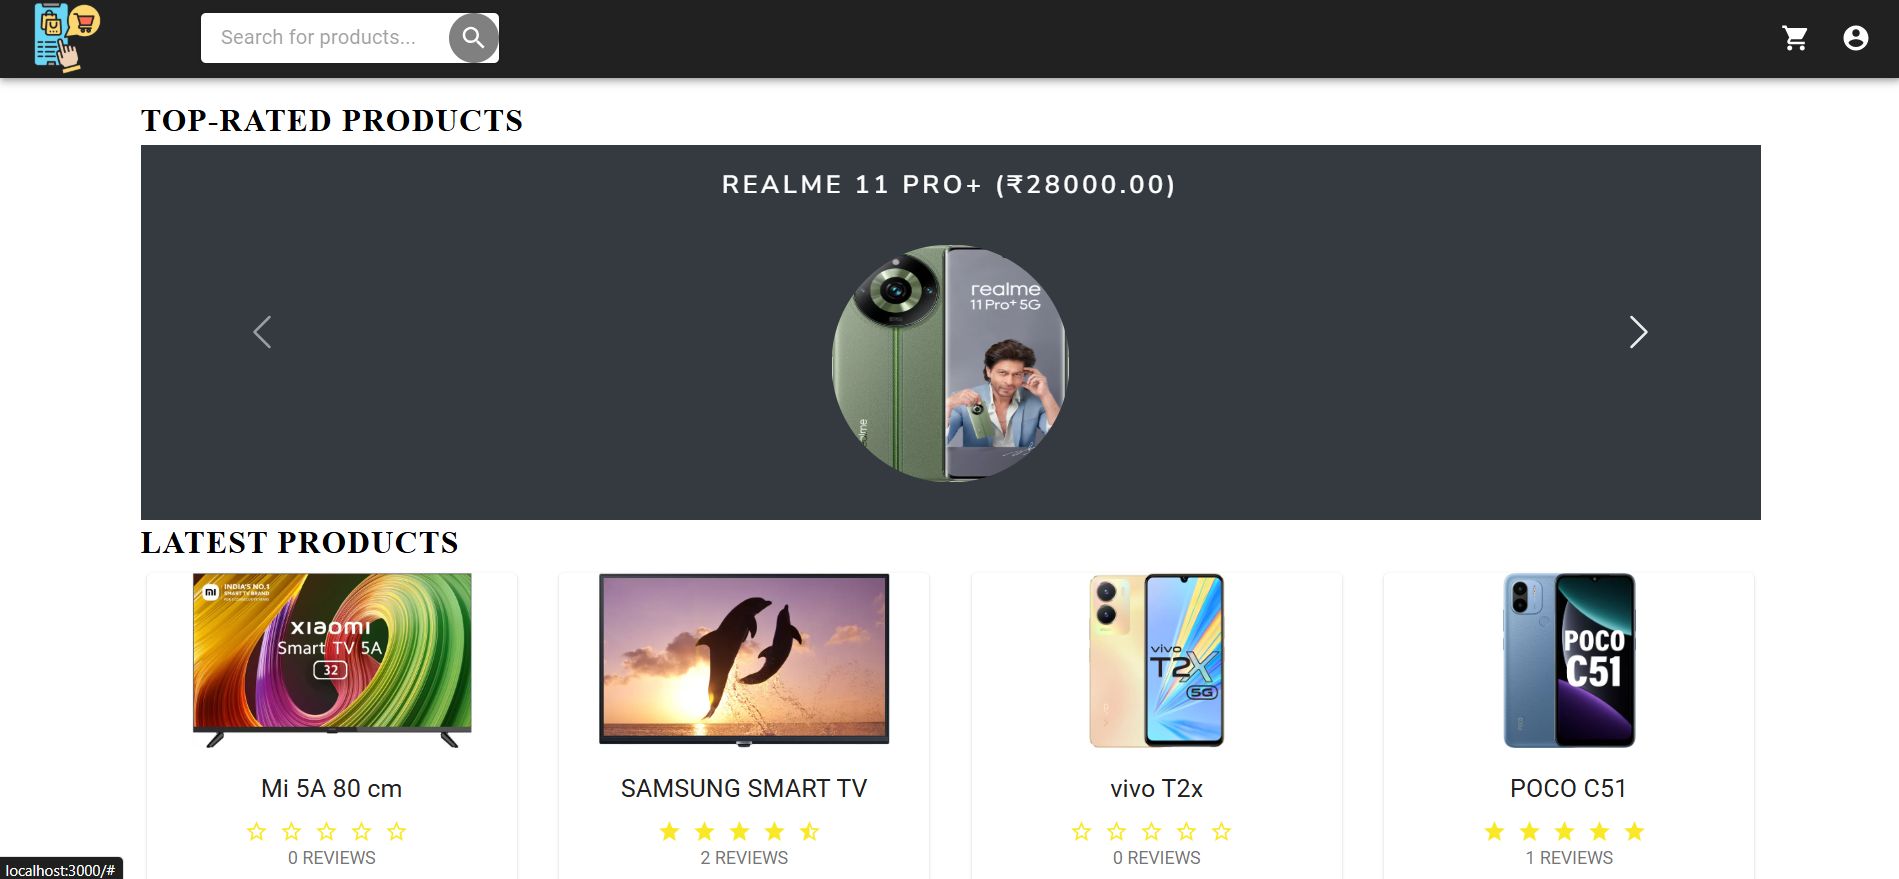 Search for products...
TOP-RATED PRODUCTS
REALME 11 PRO+ (₹28000.00)
realme
11 Pro+ 5G
LATEST PRODUCTS
mi
INDIA'S NO.1
SMART TV BRAND
xiaomi
Smart TV 5A
32
vivo
T2X
5G
POCO
C51
Mi 5A 80 cm
SAMSUNG SMART TV
vivo T2x
POCO C51
0 REVIEWS
2 REVIEWS
0 REVIEWS
1 REVIEWS
localhost:3000/#